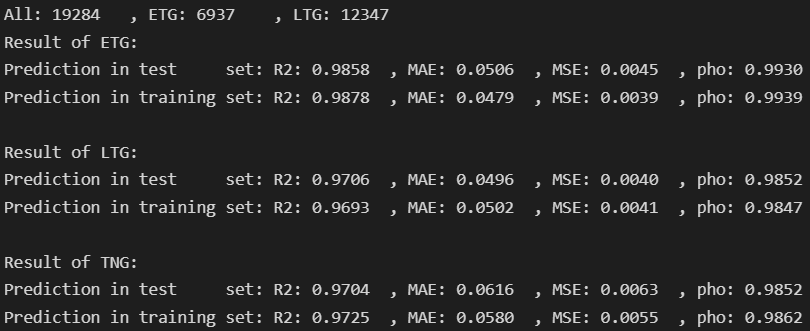 All: 19284   , ETG: 6937    , LTG: 12347
Result of ETG:
Prediction in test     set: R2: 0.9858  , MAE: 0.0506  , MSE: 0.0045  , pho: 0.9930
Prediction in training set: R2: 0.9878  , MAE: 0.0479  , MSE: 0.0039  , pho: 0.9939
Result of LTG:
Prediction in test     set: R2: 0.9706  , MAE: 0.0496  , MSE: 0.0040  , pho: 0.9852
Prediction in training set: R2: 0.9693  , MAE: 0.0502  , MSE: 0.0041  , pho: 0.9847
Result of TNG:
Prediction in test     set: R2: 0.9704  , MAE: 0.0616  , MSE: 0.0063  , pho: 0.9852
Prediction in training set: R2: 0.9725  , MAE: 0.0580  , MSE: 0.0055  , pho: 0.9862